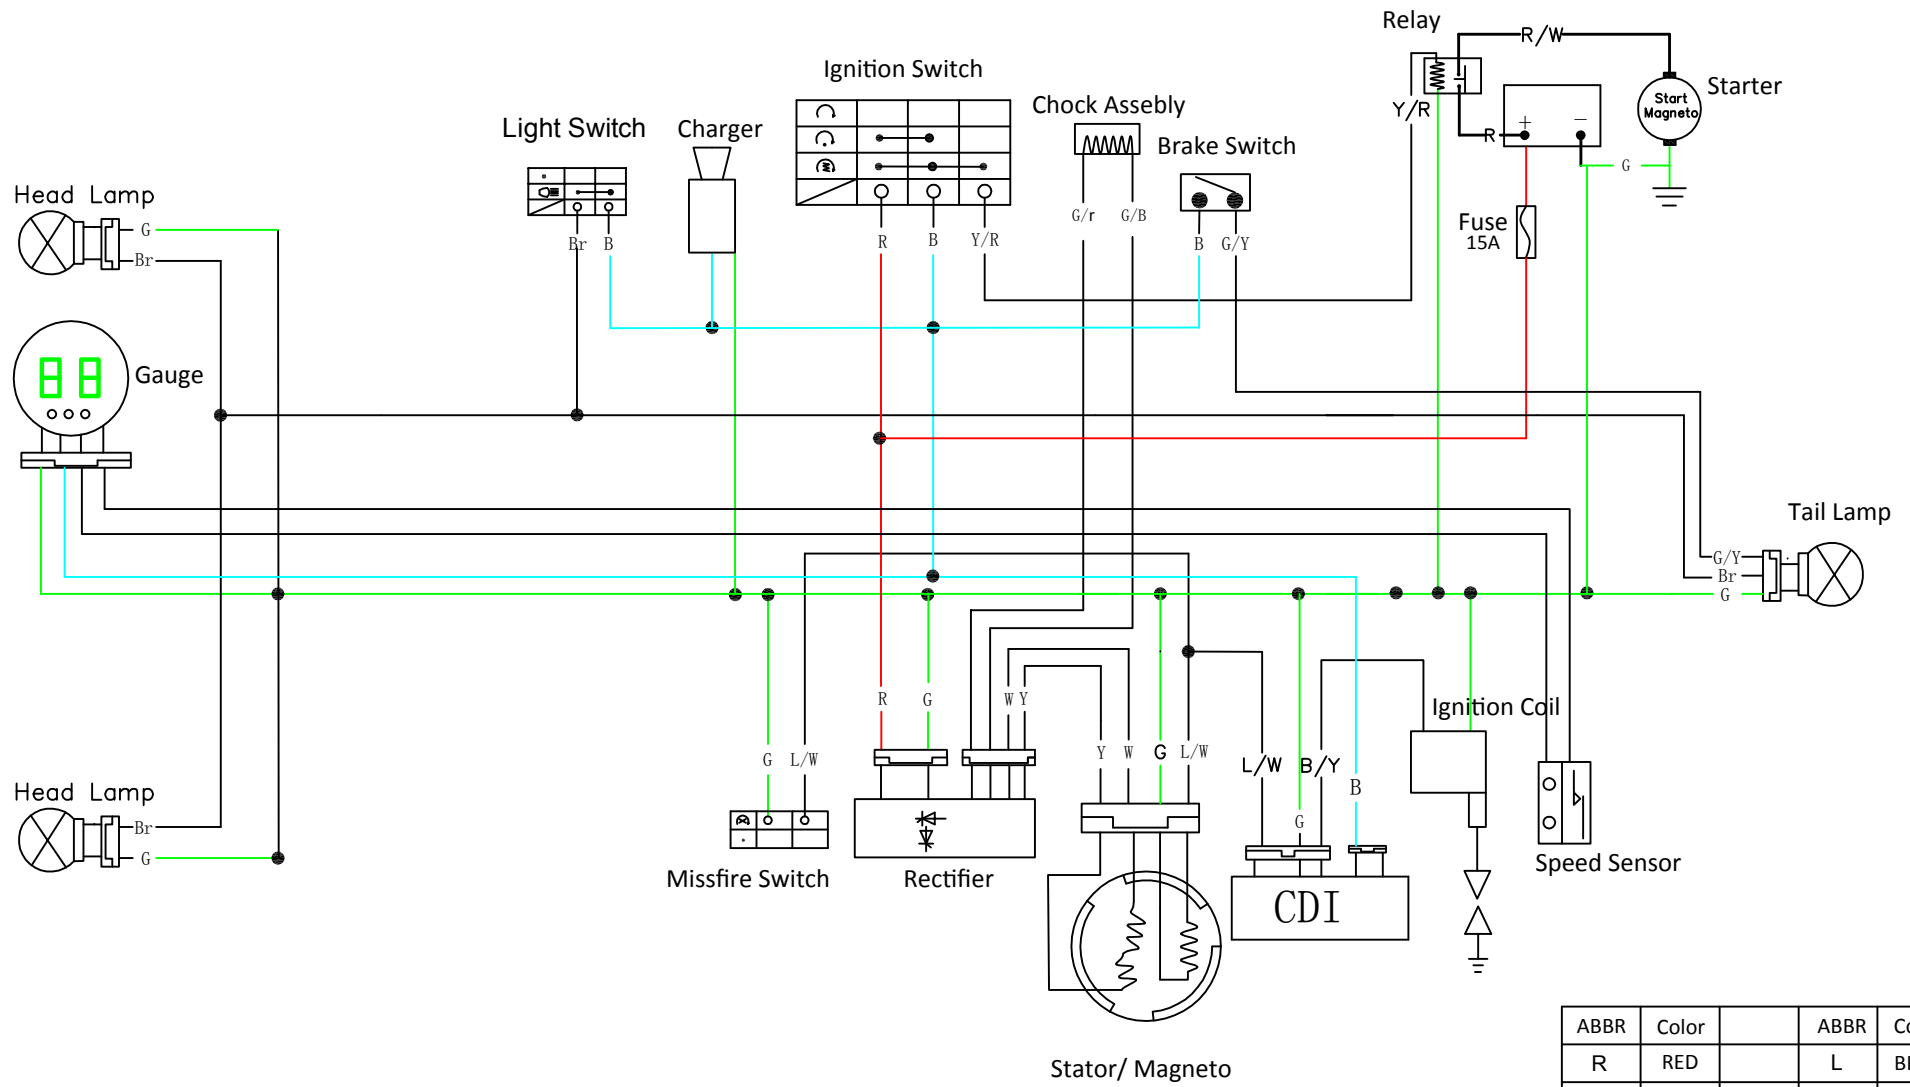 Relay
R/W
Ignition Switch
Starter
Start
Magneto
Chock Assebly
Y/R
Light Switch
Charger
Brake Switch
+
−
R
G
Head Lamp
G
Br
G/r
G/B
Fuse
15A
Br
B
R
B
Y/R
B
G/Y
88
Gauge
Tail Lamp
G/Y
Br
G
R
G
W
Y
Ignition Coil
Y
W
G
L/W
G
L/W
L/W
B/Y
B
G
Head Lamp
Br
G
Missfire Switch
Rectifier
CDI
Speed Sensor
Stator/ Magneto
ABBR Color ABBR
R RED L